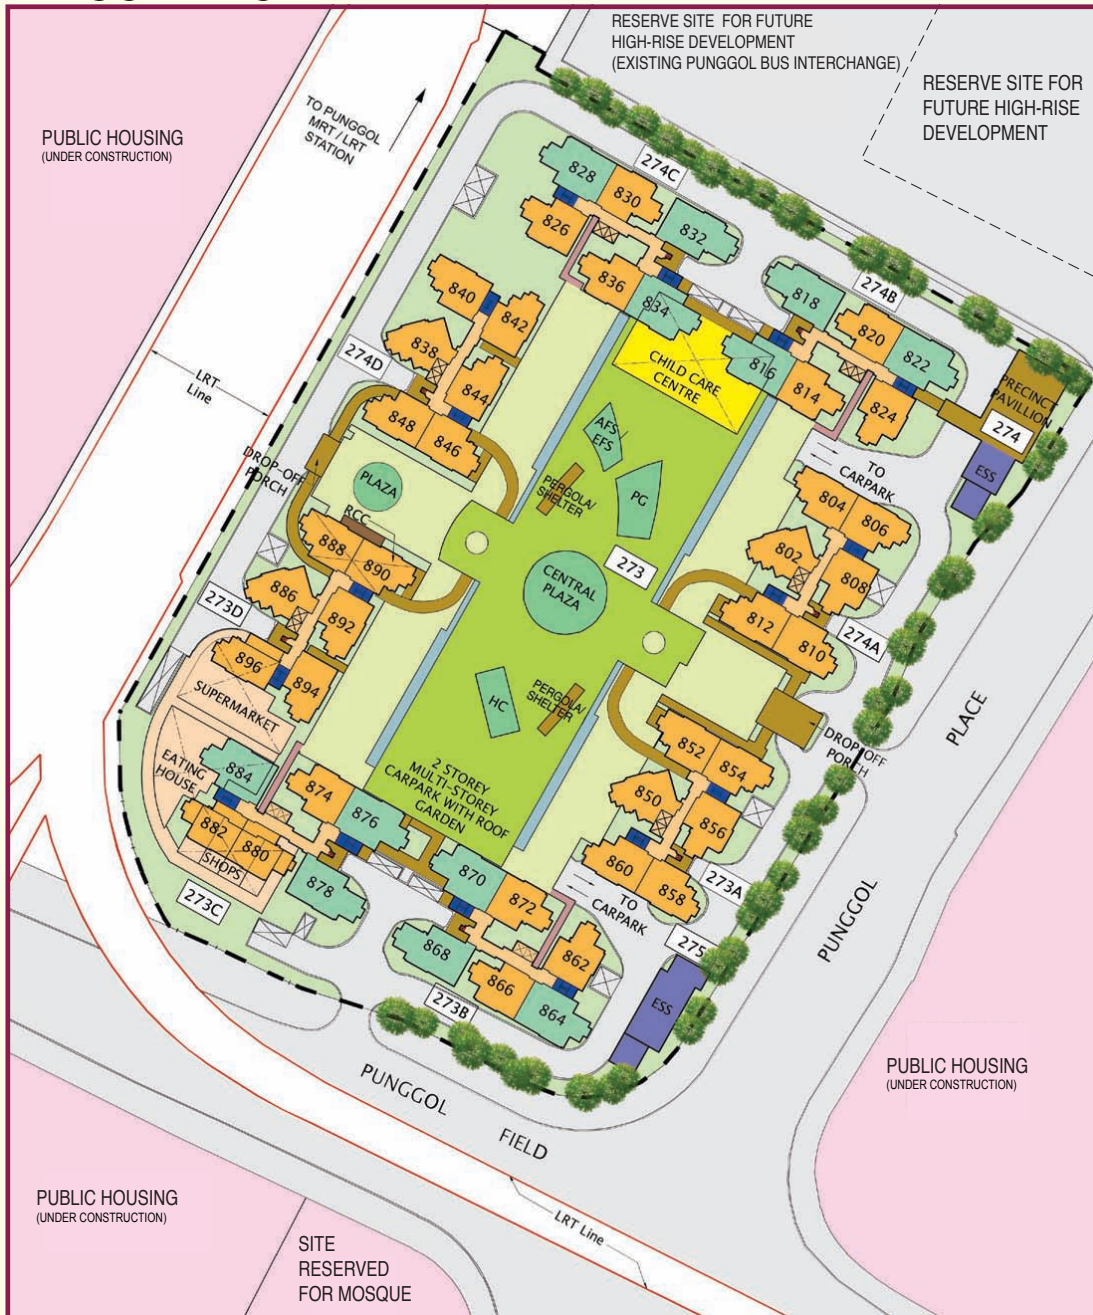 RESERVE SITE FOR FUTURE
HIGH-RISE DEVELOPMENT
(EXISTING PUNGGOL BUS INTERCHANGE)
RESERVE SITE FOR
FUTURE HIGH-RISE
DEVELOPMENT
PUBLIC HOUSING
(UNDER CONSTRUCTION)
TO PUNGGOL
MRT / LRT
STATION
274C
828
830
832
826
836
834
274B
818
820
822
816
814
824
CHILD CARE
CENTRE
PRECINCT
PAVILLION
274
ESS
TO
CARPARK
840
842
838
844
848
846
274D
LRT
Line
DROP-OFF
PORCH
PLAZA
RCC
AFS
EFS
PG
PERGOLA/
SHELTER
273
CENTRAL
PLAZA
804
806
802
808
812
810
274A
888
890
886
892
896
894
273D
SUPERMARKET
EATING
HOUSE
HC
PERGOLA/
SHELTER
2 STOREY
MULTI-STOREY
CARPARK WITH ROOF
GARDEN
852
854
850
856
860
858
273A
DROP-OFF
PORCH
PLACE
PUNGGOL
884
874
876
882
880
878
SHOPS
273C
870
872
868
866
862
864
273B
TO
CARPARK
275
ESS
PUNGGOL
FIELD
PUBLIC HOUSING
(UNDER CONSTRUCTION)
PUBLIC HOUSING
(UNDER CONSTRUCTION)
LRT Line
SITE
RESERVED
FOR MOSQUE